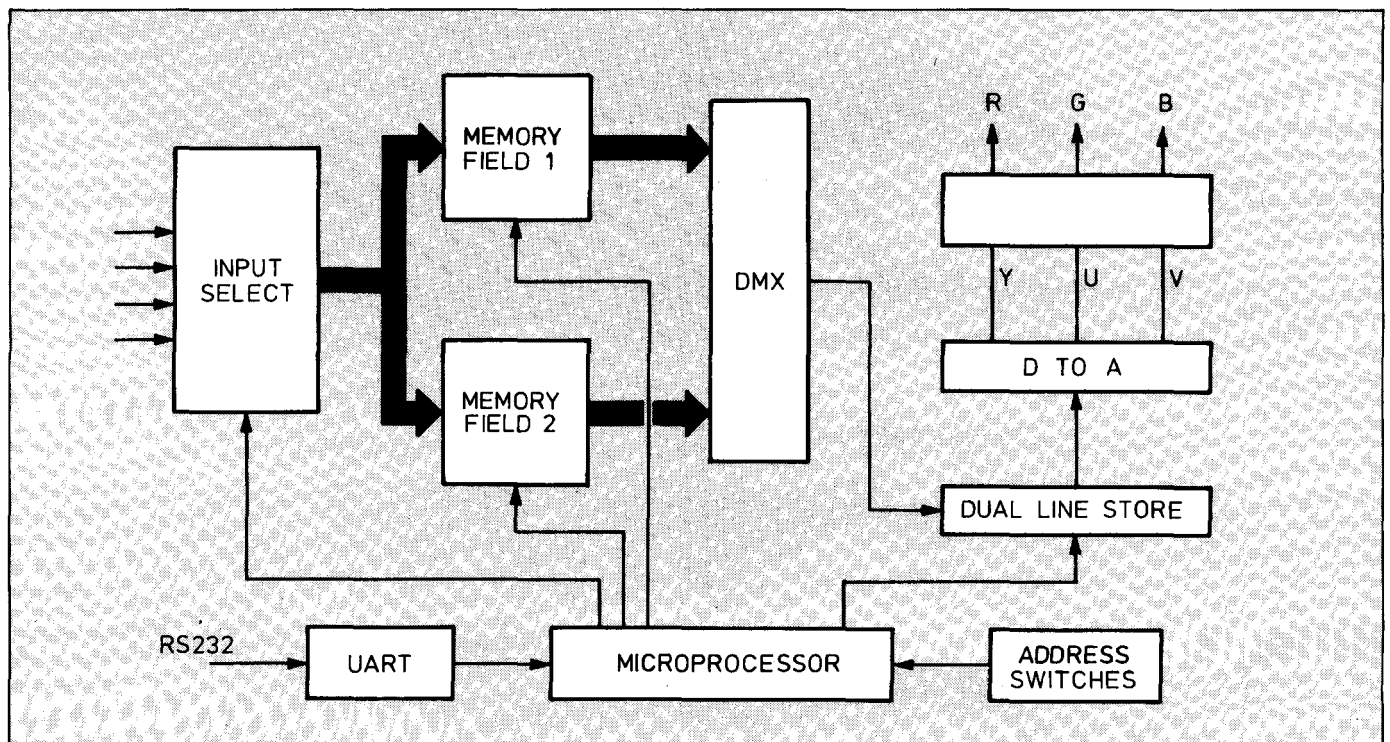 R G B
MEMORY
FIELD 1
INPUT
SELECT
DMX
Y U V
D TO A
MEMORY
FIELD 2
DUAL LINE STORE
RS232
UART
MICROPROCESSOR
ADDRESS
SWITCHES